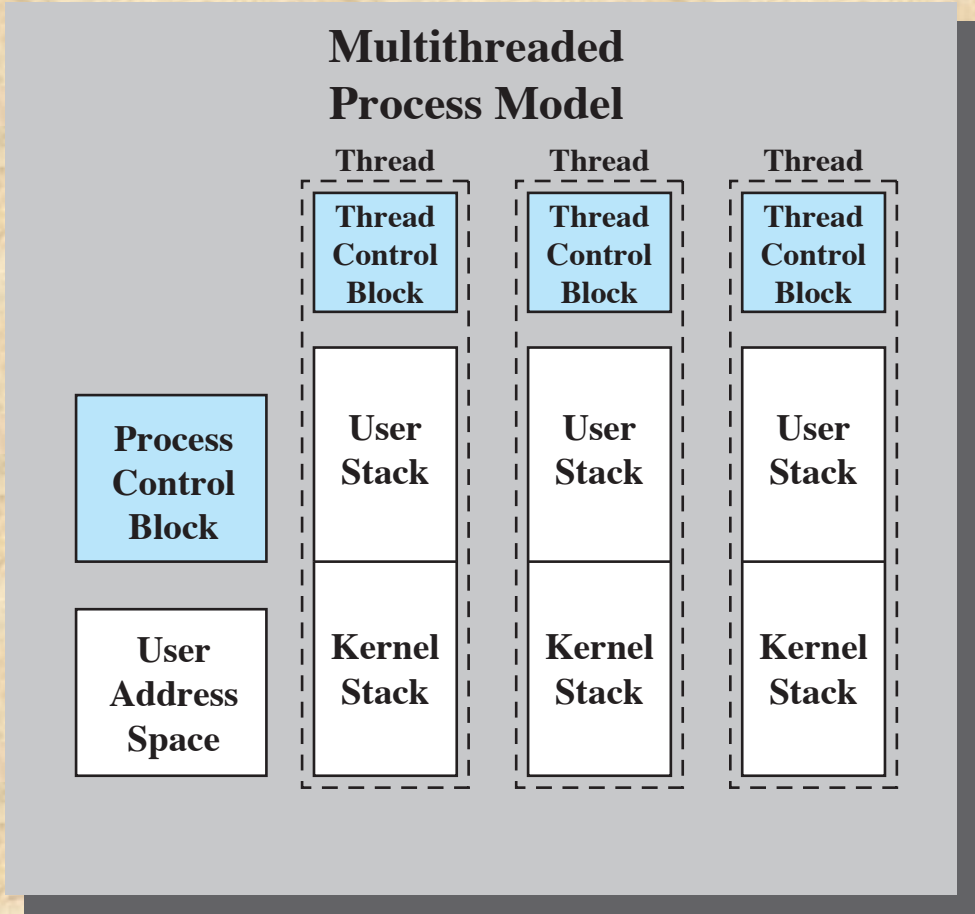 Multithreaded
Process Model
Thread
Thread
Control
Block
User
Stack
Kernel
Stack
Thread
Thread
Control
Block
User
Stack
Kernel
Stack
Thread
Thread
Control
Block
User
Stack
Kernel
Stack
Process
Control
Block
User
Address
Space